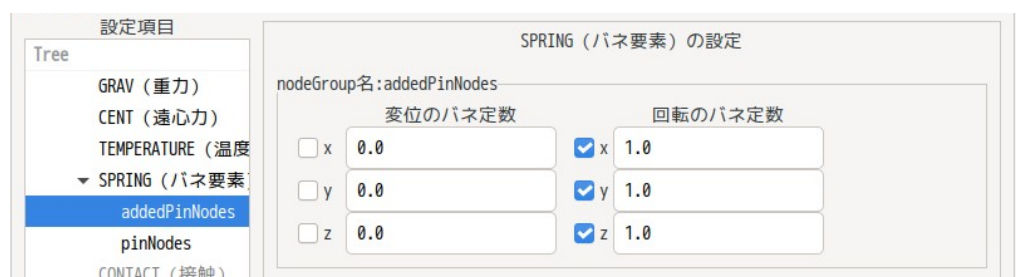 設定項目
Tree
GRAV (重力)
CENT (遠心力)
TEMPERATURE (温度
SPRING (バネ要素)
addedPinNodes
pinNodes
CONTACT (接触)
SPRING (バネ要素) の設定
nodeGroup名:addedPinNodes
変位のバネ定数 回転のバネ定数
x 0.0 x 1.0
y 0.0 y 1.0
z 0.0 z 1.0